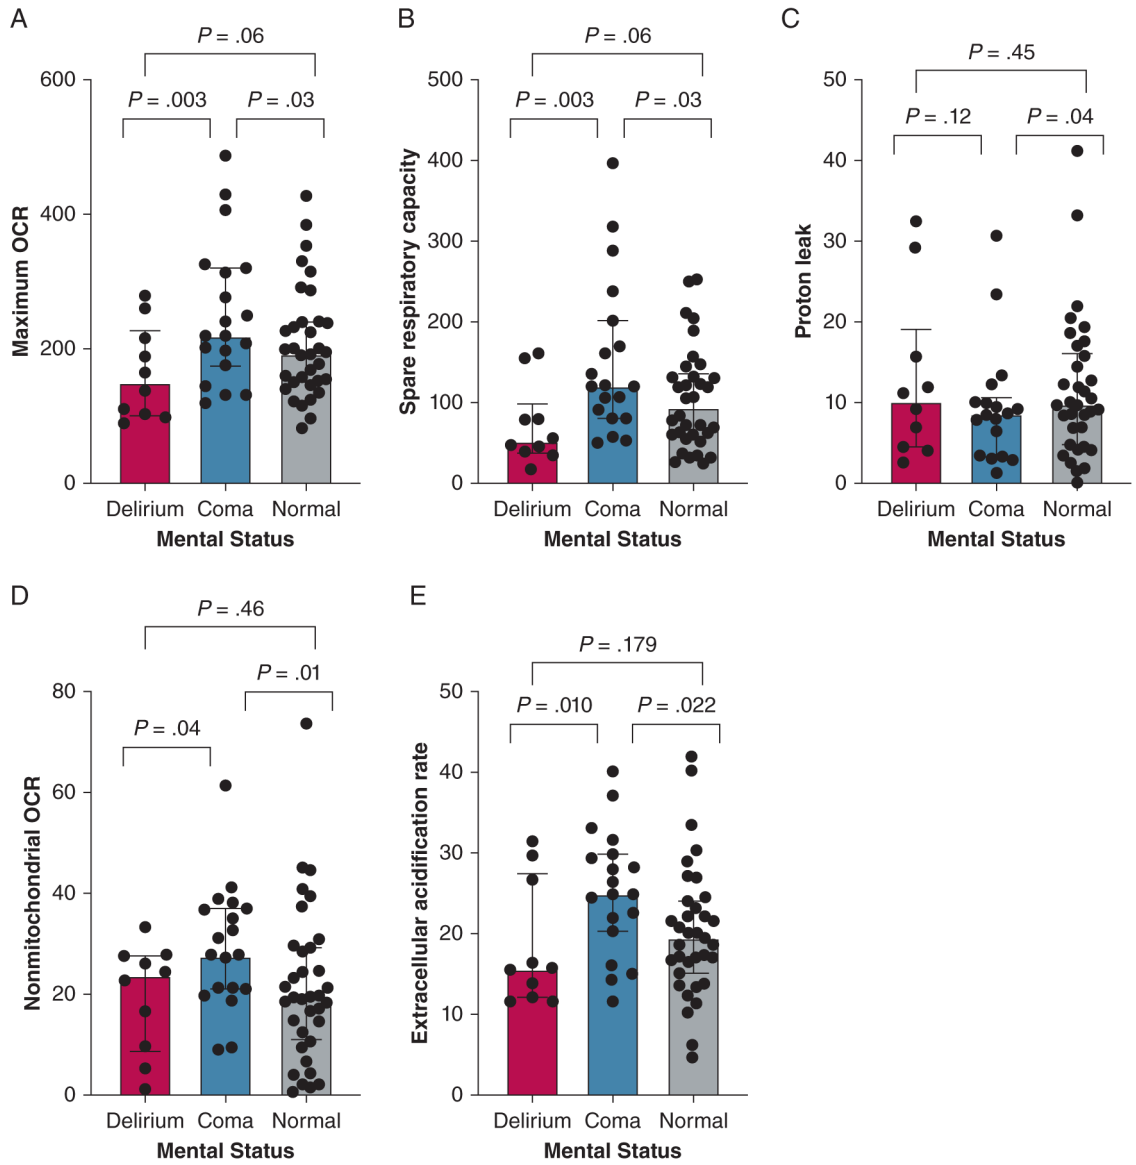 A
P = .06
P = .003
P = .03
Maximum OCR
600
400
200
0
Delirium
Coma
Normal
Mental Status
B
P = .06
P = .003
P = .03
Spare respiratory capacity
500
400
300
200
100
0
Delirium
Coma
Normal
Mental Status
C
P = .45
P = .12
P = .04
Proton leak
50
40
30
20
10
0
Delirium
Coma
Normal
Mental Status
D
P = .46
P = .01
P = .04
Nonmitochondrial OCR
80
60
40
20
0
Delirium
Coma
Normal
Mental Status
E
P = .179
P = .010
P = .022
Extracellular acidification rate
50
40
30
20
10
0
Delirium
Coma
Normal
Mental Status